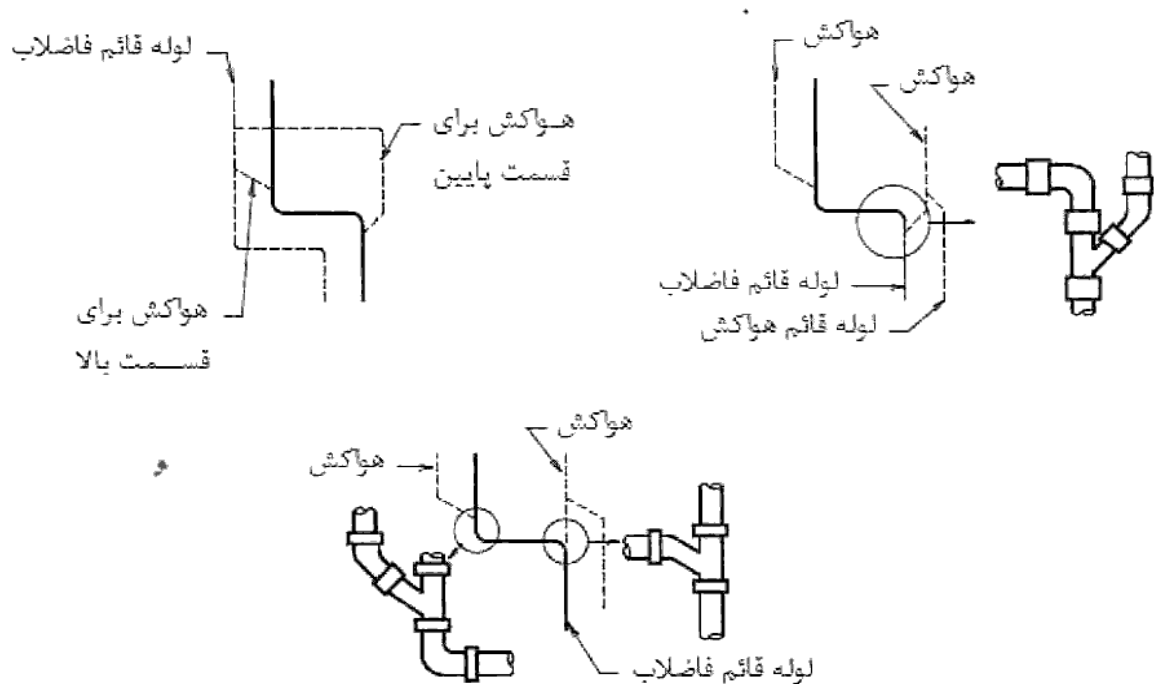 لوله قائم فاضلاب
هواکش برای
قسمت پایین
هواکش برای
قسمت بالا
هواکش
هواکش
لوله قائم فاضلاب
لوله قائم هواکش
هواکش
هواکش
لوله قائم فاضلاب